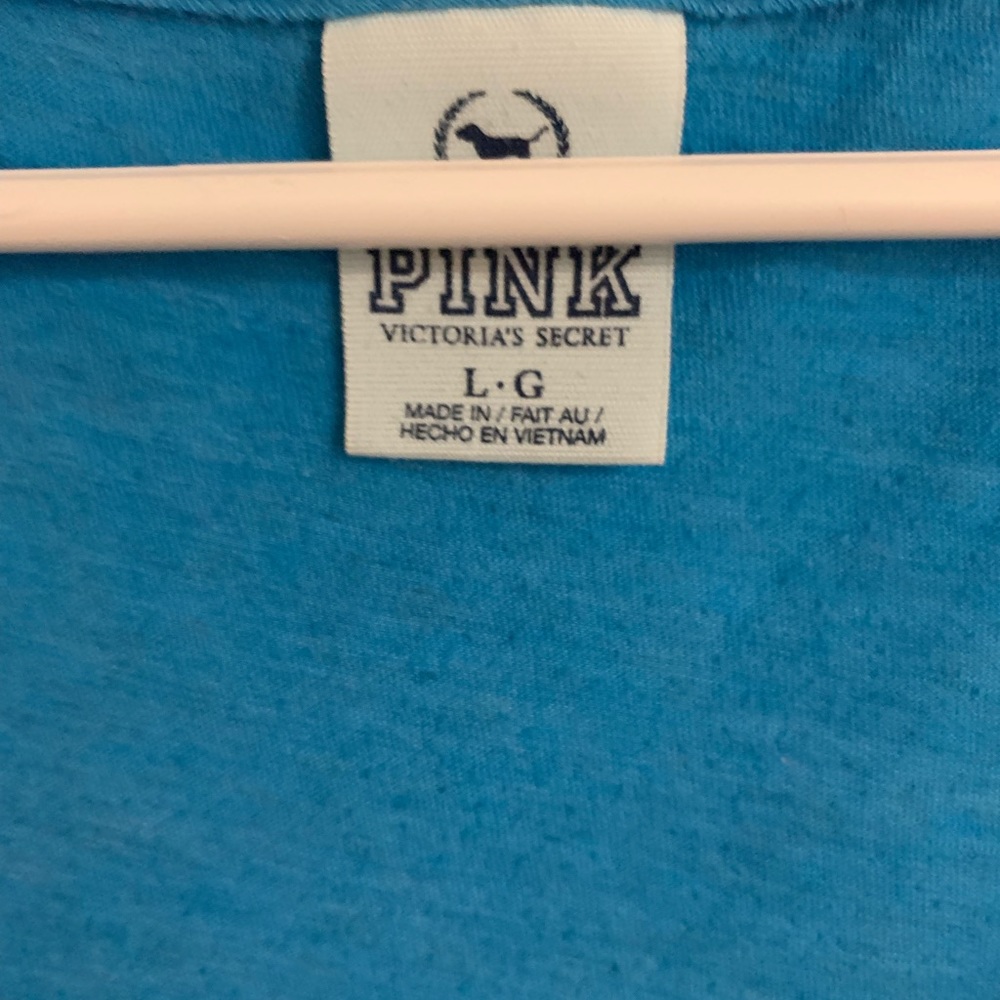 PINK
VICTORIA'S SECRET
L·G
MADE IN / FAIT AU /
HECHO EN VIETNAM